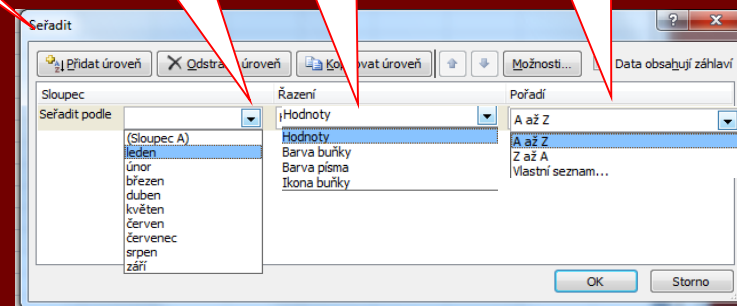 Seřadit
Přidat úroveň Odstranit úroveň Kopírovat úroveň Možnosti... Data obsahují záhlaví
Sloupec Řazení Pořadí
Seřadit podle Hodnoty A až Z
(Sloupec A) Hodnoty A až Z
leden Barva buňky Z až A
únor Barva písma Vlastní seznam...
březen Ikona buňky
duben
květen
červen
červenec
srpen
září
OK Storno